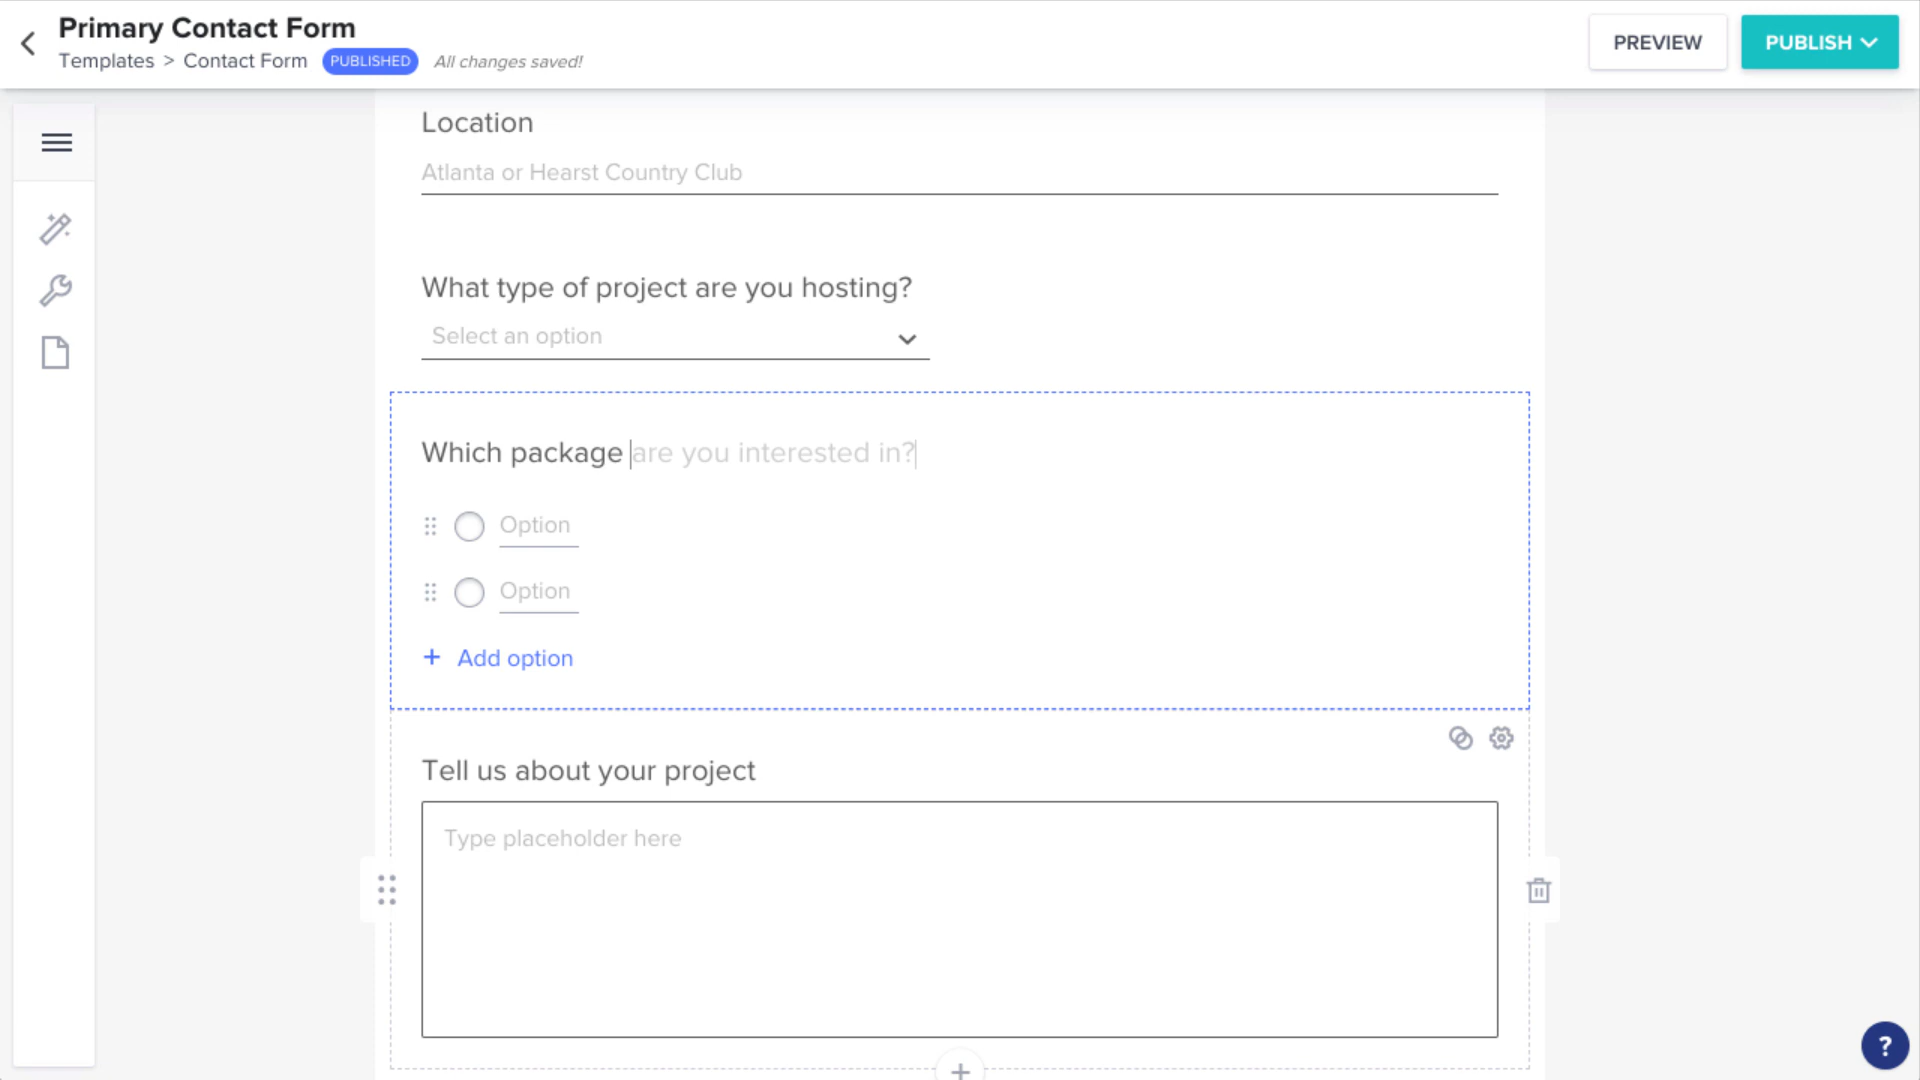 Primary Contact Form
Templates > Contact Form PUBLISHED All changes saved!
PREVIEW
PUBLISH
Location
Atlanta or Hearst Country Club
What type of project are you hosting?
Select an option
Which package are you interested in?
Option
Option
+ Add option
Tell us about your project
Type placeholder here
+
?